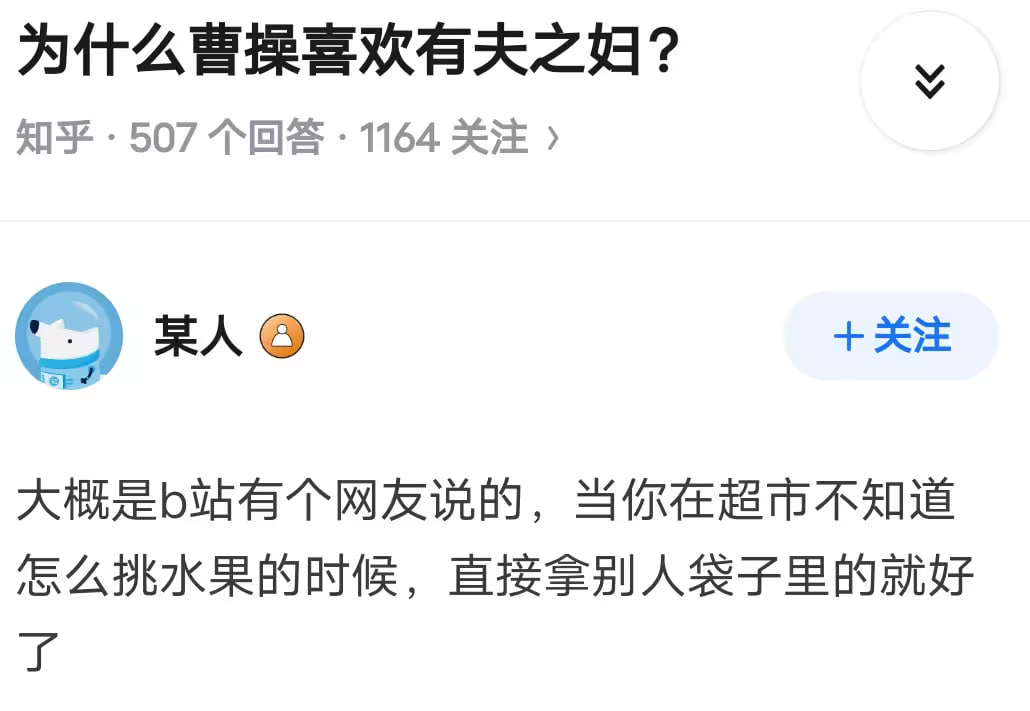 为什么曹操喜欢有夫之妇?
知乎 · 507 个回答 · 1164 关注 ›
某人
+关注
大概是b站有个网友说的，当你在超市不知道
怎么挑水果的时候，直接拿别人袋子里的就好
了